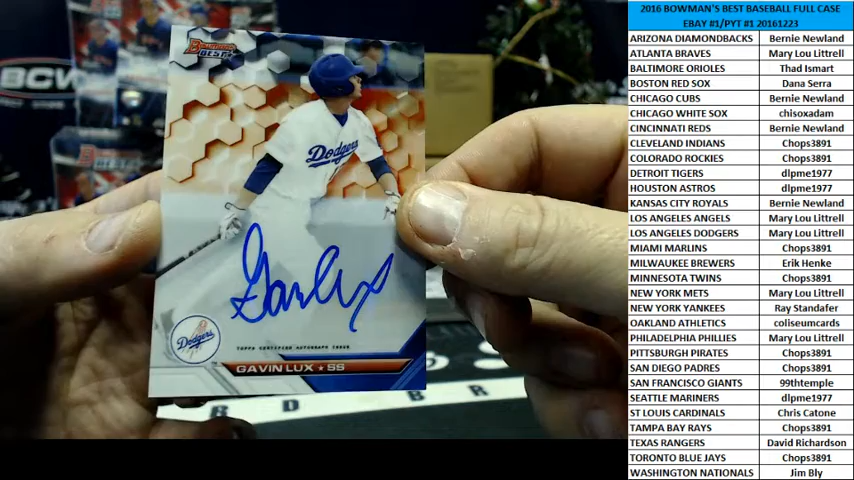 BCW
BOWMAN'S
BEST
Dodgers
Gavin Lux
Dodgers
TOPPS CERTIFIED AUTOGRAPH ISSUE
GAVIN LUX ★ SS
2016 BOWMAN'S BEST BASEBALL FULL CASE
EBAY #1/PYT #1 20161223
ARIZONA DIAMONDBACKS Bernie Newland
ATLANTA BRAVES Mary Lou Littrell
BALTIMORE ORIOLES Thad Ismart
BOSTON RED SOX Dana Serra
CHICAGO CUBS Bernie Newland
CHICAGO WHITE SOX chisoxadam
CINCINNATI REDS Bernie Newland
CLEVELAND INDIANS Chops3891
COLORADO ROCKIES Chops3891
DETROIT TIGERS dlpme1977
HOUSTON ASTROS dlpme1977
KANSAS CITY ROYALS Bernie Newland
LOS ANGELES ANGELS Mary Lou Littrell
LOS ANGELES DODGERS Mary Lou Littrell
MIAMI MARLINS Chops3891
MILWAUKEE BREWERS Erik Henke
MINNESOTA TWINS Chops3891
NEW YORK METS Mary Lou Littrell
NEW YORK YANKEES Ray Standafer
OAKLAND ATHLETICS coliseumcards
PHILADELPHIA PHILLIES Mary Lou Littrell
PITTSBURGH PIRATES Chops3891
SAN DIEGO PADRES Chops3891
SAN FRANCISCO GIANTS 99thtemple
SEATTLE MARINERS dlpme1977
ST LOUIS CARDINALS Chris Catone
TAMPA BAY RAYS Chops3891
TEXAS RANGERS David Richardson
TORONTO BLUE JAYS Chops3891
WASHINGTON NATIONALS Jim Bly